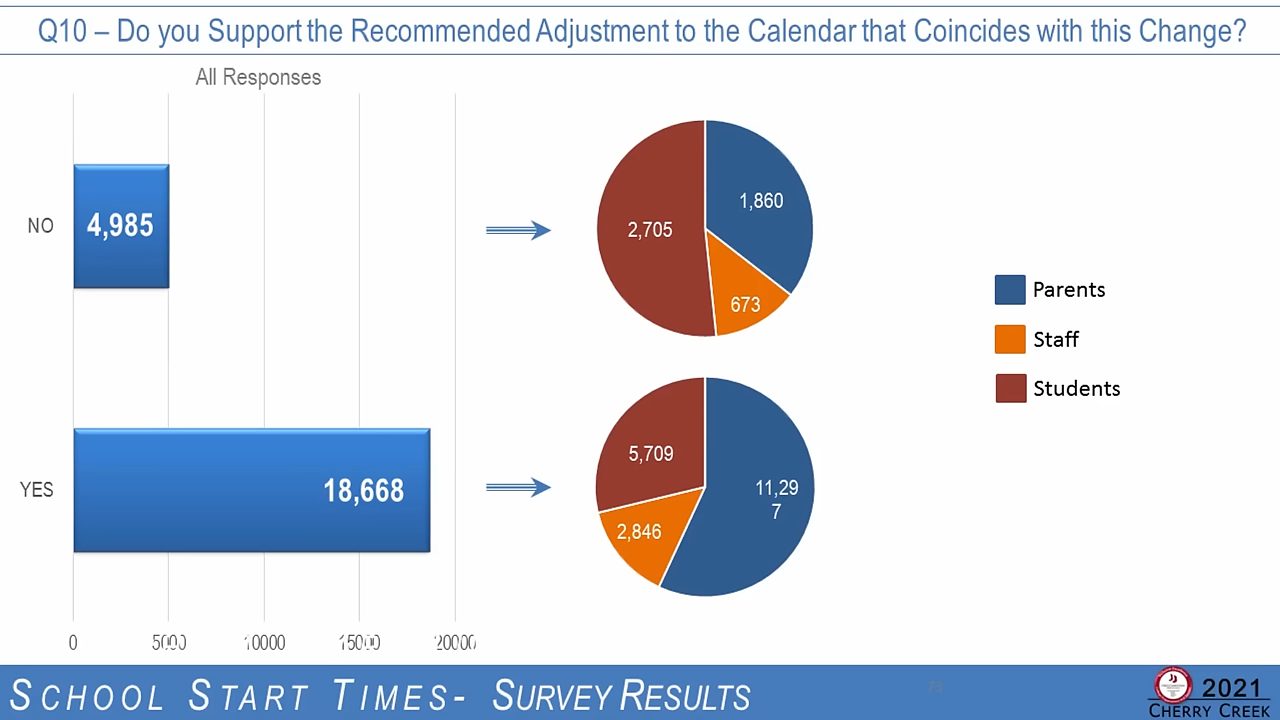 Q10 – Do you Support the Recommended Adjustment to the Calendar that Coincides with this Change?
All Responses
NO
4,985
2,705
1,860
673
YES
18,668
5,709
2,846
11,29
7
Parents
Staff
Students
0 5000 10000 15000 20000
SCHOOL START TIMES- SURVEY RESULTS
2021
CHERRY CREEK